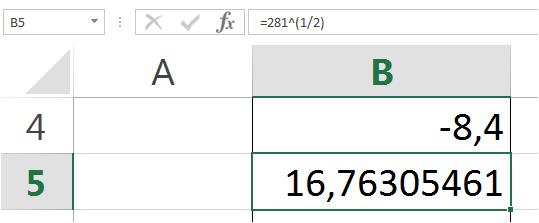 B5 fx =281^(1/2)
A B
4 -8,4
5 16,76305461